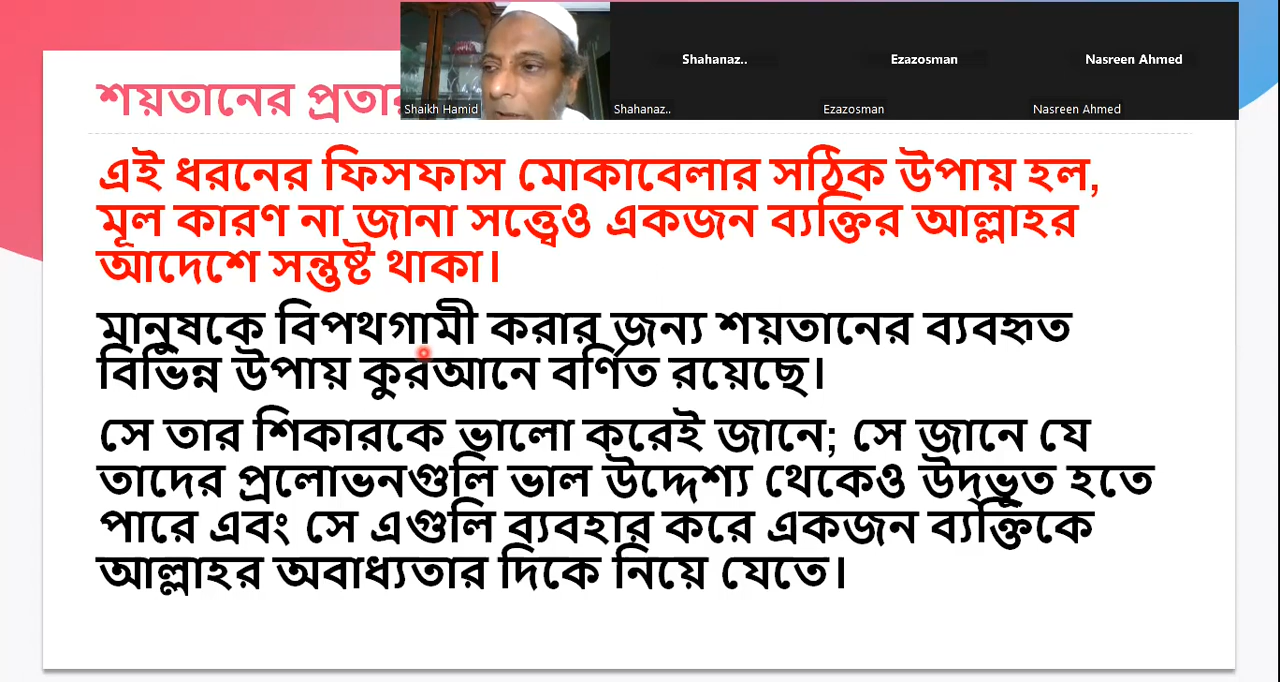 শয়তানের
Shahanaz..
Ezazosman
Nasreen Ahmed
Shaikh Hamid
Shahanaz..
Ezazosman
Nasreen Ahmed
এই ধরনের ফিসফাস মোকাবেলার সঠিক উপায় হল,
মূল কারণ না জানা সত্ত্বেও একজন ব্যক্তির আল্লাহর
আদেশে সন্তুষ্ট থাকা।
মানুষকে বিপথগামী করার জন্য শয়তানের ব্যবহৃত
বিভিন্ন উপায় কুরআনে বর্ণিত রয়েছে।
সে তার শিকারকে ভালো করেই জানে; সে জানে যে
তাদের প্রলোভনগুলি ভাল উদ্দেশ্য থেকেও উদ্ভূত হতে
পারে এবং সে এগুলি ব্যবহার করে একজন ব্যক্তিকে
আল্লাহর অবাধ্যতার দিকে নিয়ে যেতে।